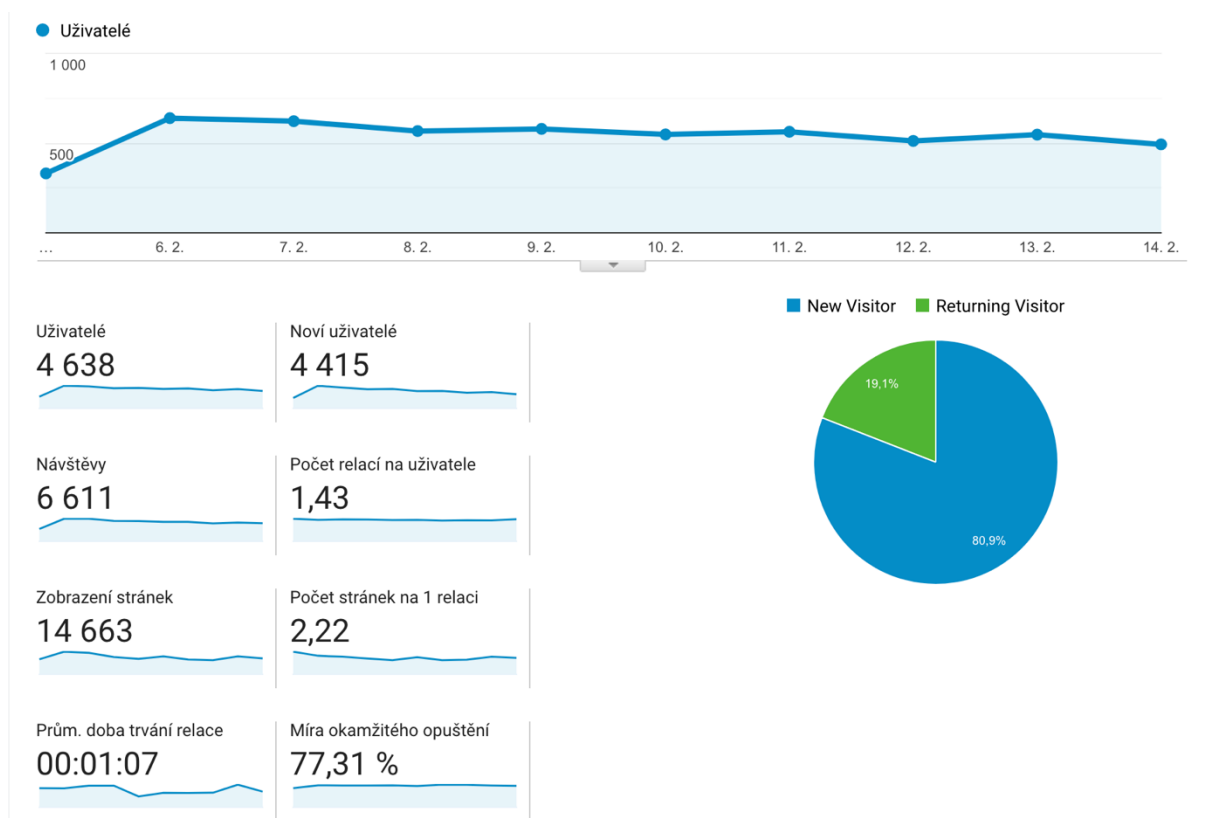 Uživatelé
1 000
500
... 6. 2. 7. 2. 8. 2. 9. 2. 10. 2. 11. 2. 12. 2. 13. 2. 14. 2.
New Visitor Returning Visitor
19,1%
80,9%
Uživatelé
4 638
Noví uživatelé
4 415
Návštěvy
6 611
Počet relací na uživatele
1,43
Zobrazení stránek
14 663
Počet stránek na 1 relaci
2,22
Prům. doba trvání relace
00:01:07
Míra okamžitého opuštění
77,31 %